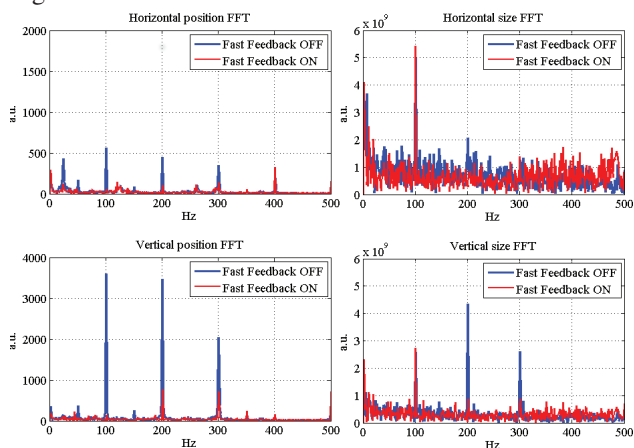 Horizontal position FFT
2000
1500
1000
500
0
a.u.
Fast Feedback OFF
Fast Feedback ON
0 100 200 300 400 500
Hz
Horizontal size FFT
x 10^9
6
5
4
3
2
1
0
a.u.
Fast Feedback OFF
Fast Feedback ON
0 100 200 300 400 500
Hz
Vertical position FFT
4000
3000
2000
1000
0
a.u.
Fast Feedback OFF
Fast Feedback ON
0 100 200 300 400 500
Hz
Vertical size FFT
x 10^9
6
5
4
3
2
1
0
a.u.
Fast Feedback OFF
Fast Feedback ON
0 100 200 300 400 500
Hz